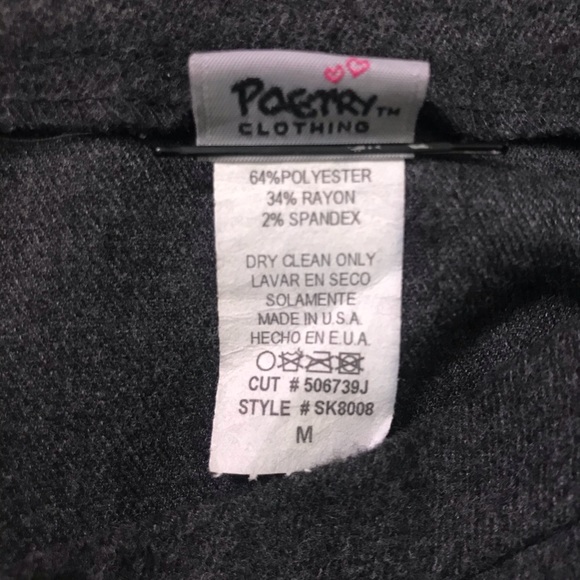 POETRY™
CLOTHING
64%POLYESTER
34% RAYON
2% SPANDEX
DRY CLEAN ONLY
LAVAR EN SECO
SOLAMENTE
MADE IN U.S.A.
HECHO EN E.U.A.
CUT # 506739J
STYLE # SK8008
M